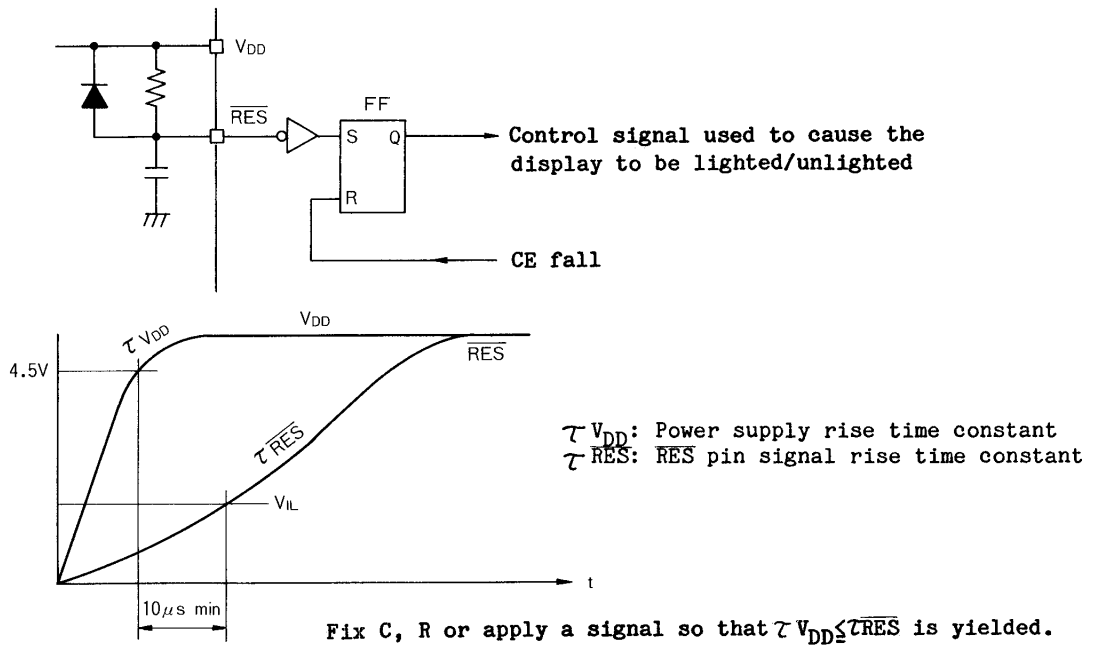 VDD
RES
FF
S Q
R
Control signal used to cause the
display to be lighted/unlighted
CE fall
τ VDD
VDD
RES
4.5V
τ RES
VIL
τ VDD: Power supply rise time constant
τ RES: RES pin signal rise time constant
t
10μs min
Fix C, R or apply a signal so that τ VDD≦τRES is yielded.